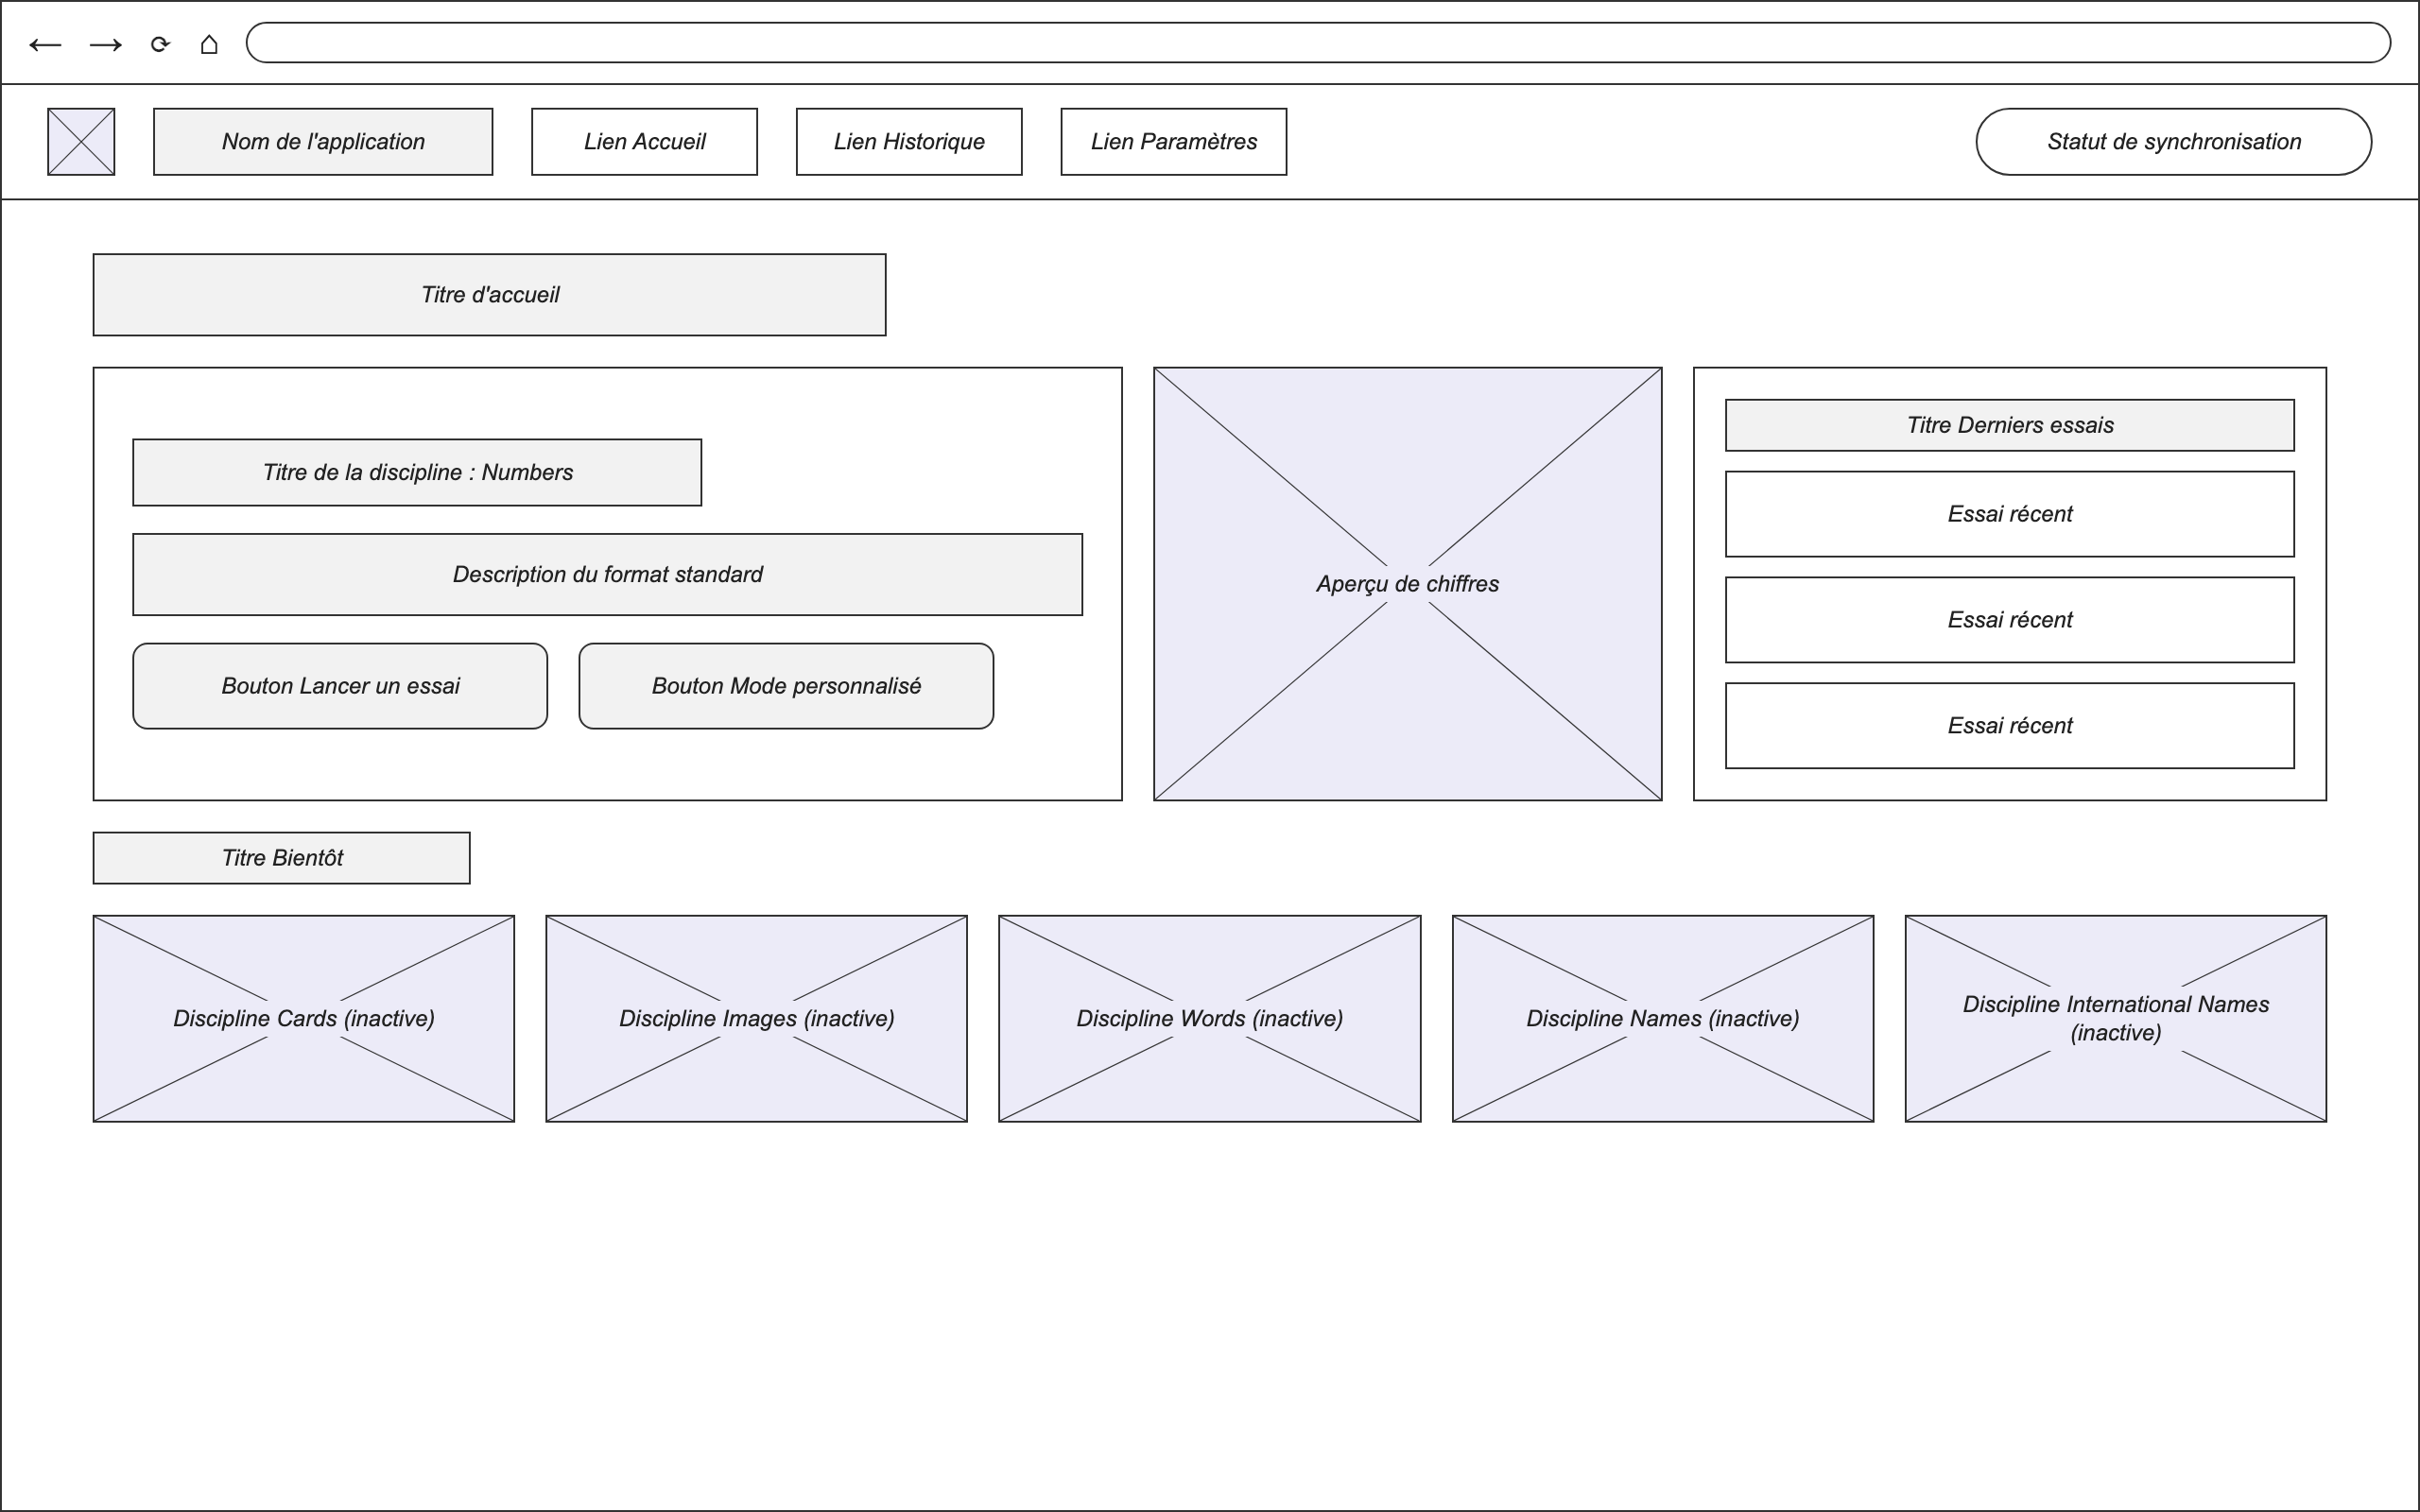 Nom de l'application
Lien Accueil
Lien Historique
Lien Paramètres
Statut de synchronisation
Titre d'accueil
Titre de la discipline : Numbers
Description du format standard
Bouton Lancer un essai
Bouton Mode personnalisé
Aperçu de chiffres
Titre Derniers essais
Essai récent
Essai récent
Essai récent
Titre Bientôt
Discipline Cards (inactive)
Discipline Images (inactive)
Discipline Words (inactive)
Discipline Names (inactive)
Discipline International Names
(inactive)